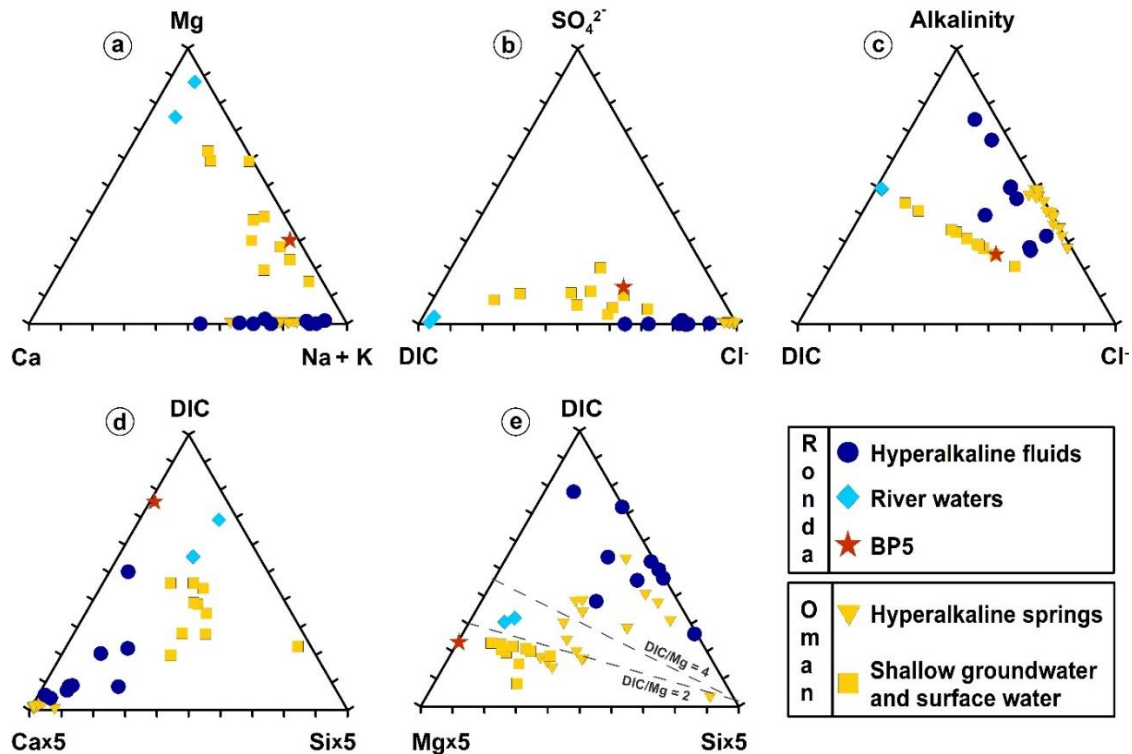 a
Mg
Ca
Na + K
b
SO₄²⁻
DIC
Cl⁻
c
Alkalinity
DIC
Cl⁻
d
DIC
Cax5
Six5
e
DIC
DIC/Mg = 4
DIC/Mg = 2
Mgx5
Six5
Ronda
Hyperalkaline fluids
River waters
BP5
Oman
Hyperalkaline springs
Shallow groundwater
and surface water